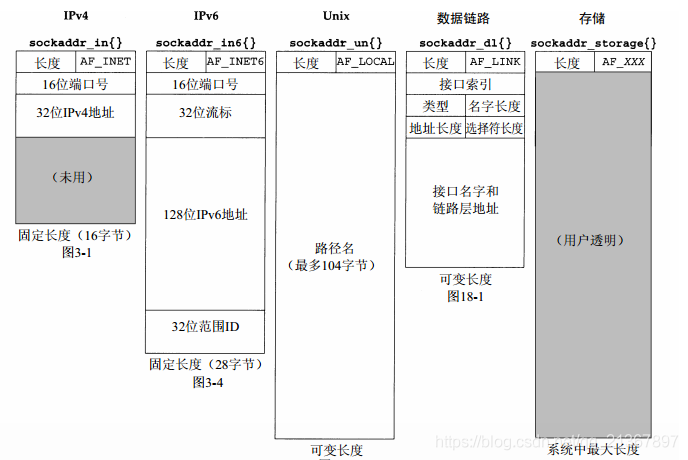 IPv4
sockaddr_in{}
长度 AF_INET
16位端口号
32位IPv4地址
（未用）
固定长度（16字节）
图3-1
IPv6
sockaddr_in6{}
长度 AF_INET6
16位端口号
32位流标
128位IPv6地址
32位范围ID
固定长度（28字节）
图3-4
Unix
sockaddr_un{}
长度 AF_LOCAL
路径名
（最多104字节）
可变长度
数据链路
sockaddr_dl{}
长度 AF_LINK
接口索引
类型 名字长度
地址长度 选择符长度
接口名字和
链路层地址
可变长度
图18-1
存储
sockaddr_storage{}
长度 AF_XXX
（用户透明）
系统中最大长度